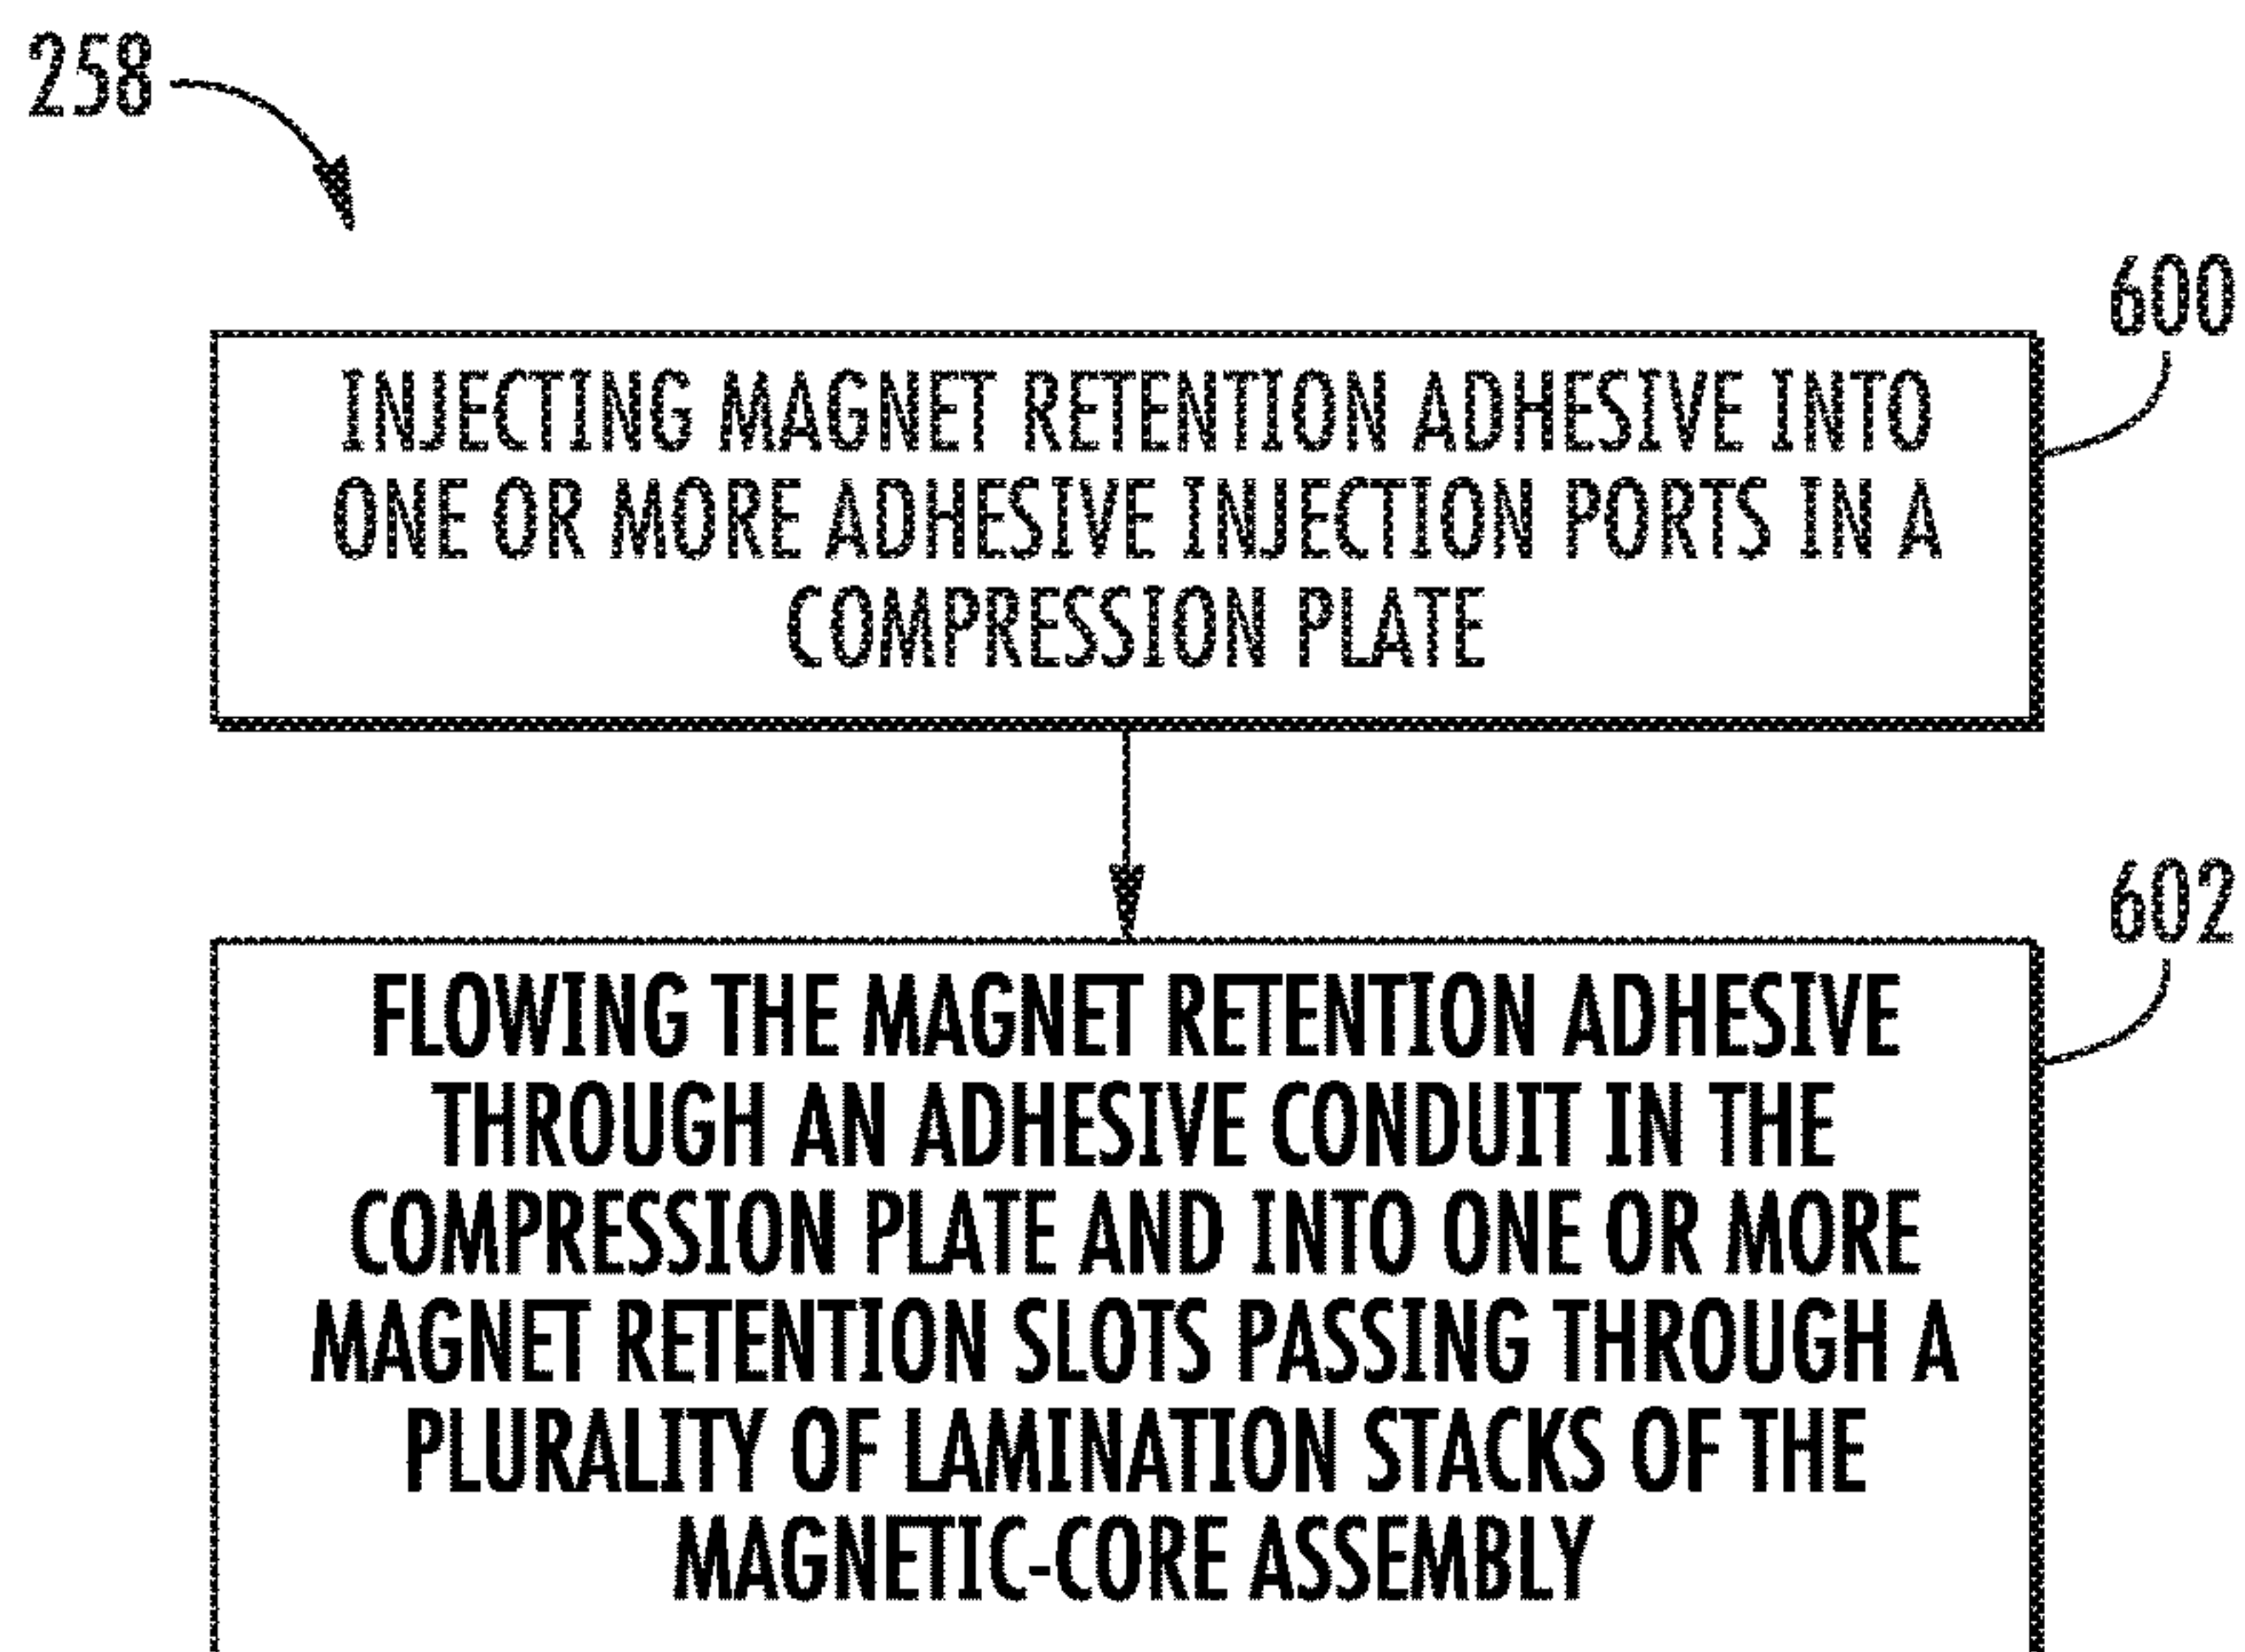 258
600
INJECTING MAGNET RETENTION ADHESIVE INTO
ONE OR MORE ADHESIVE INJECTION PORTS IN A
COMPRESSION PLATE
602
FLOWING THE MAGNET RETENTION ADHESIVE
THROUGH AN ADHESIVE CONDUIT IN THE
COMPRESSION PLATE AND INTO ONE OR MORE
MAGNET RETENTION SLOTS PASSING THROUGH A
PLURALITY OF LAMINATION STACKS OF THE
MAGNETIC-CORE ASSEMBLY